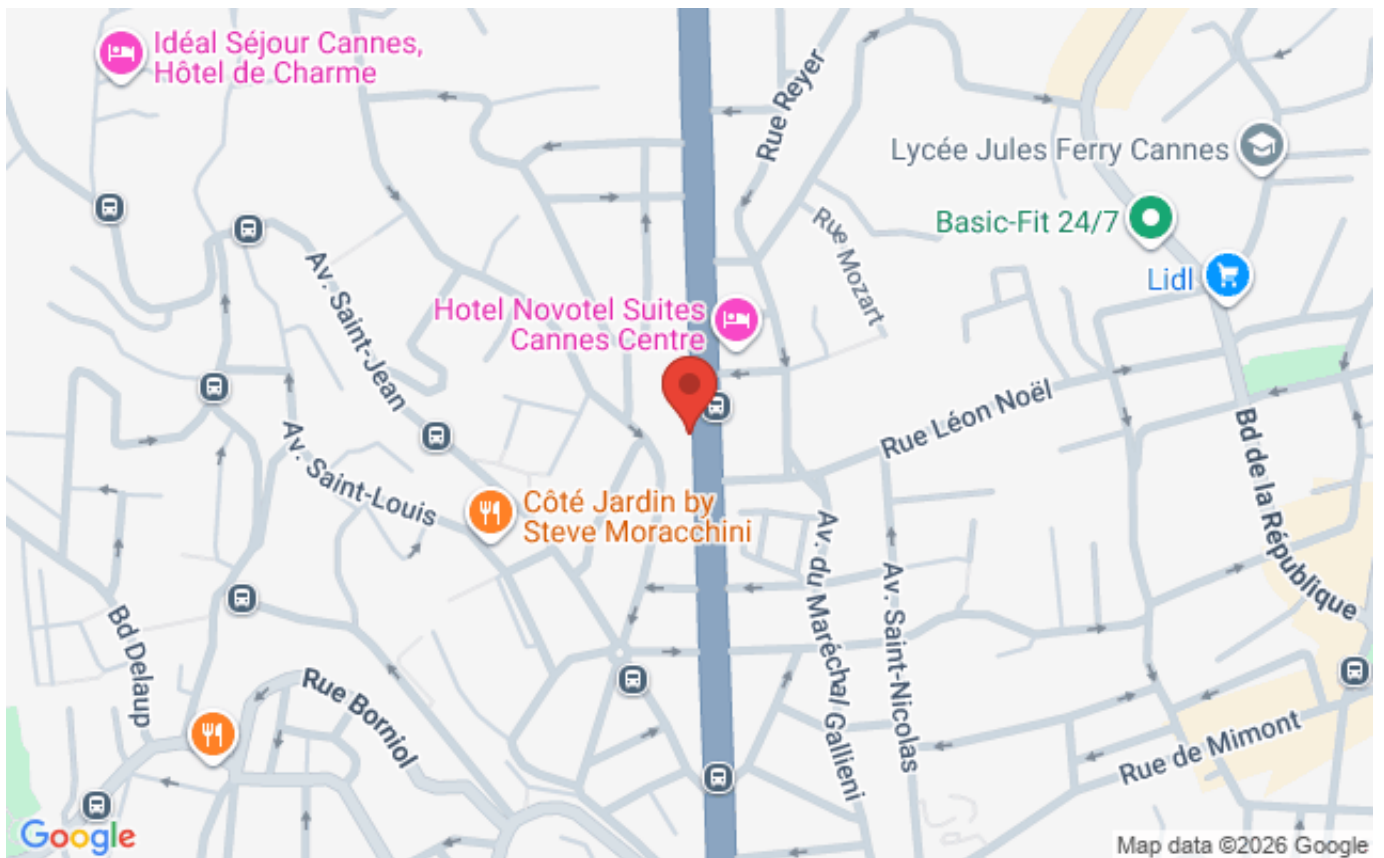 Idéal Séjour Cannes,
Hôtel de Charme
Rue Reyer
Lycée Jules Ferry Cannes
Basic-Fit 24/7
Rue Mozart
Lidl
Av. Saint-Jean
Hotel Novotel Suites
Cannes Centre
Rue Léon Noël
Bd de la République
Av. Saint-Louis
Côté Jardin by
Steve Moracchini
Av. du Maréchal Gallieni
Av. Saint-Nicolas
Bd Delaup
Rue Borniol
Rue de Mimont
Google
Map data ©2026 Google